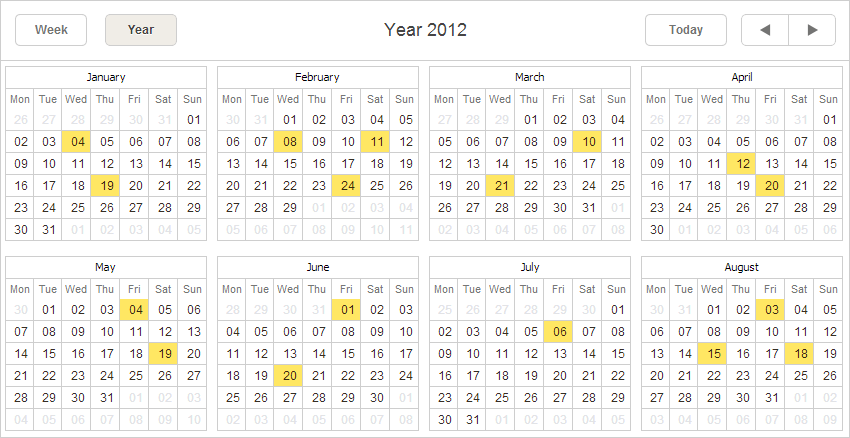 Week Year Year 2012 Today
January
Mon Tue Wed Thu Fri Sat Sun
26 27 28 29 30 31 01
02 03 04 05 06 07 08
09 10 11 12 13 14 15
16 17 18 19 20 21 22
23 24 25 26 27 28 29
30 31 01 02 03 04 05
February
Mon Tue Wed Thu Fri Sat Sun
30 31 01 02 03 04 05
06 07 08 09 10 11 12
13 14 15 16 17 18 19
20 21 22 23 24 25 26
27 28 29 01 02 03 04
05 06 07 08 09 10 11
March
Mon Tue Wed Thu Fri Sat Sun
27 28 29 01 02 03 04
05 06 07 08 09 10 11
12 13 14 15 16 17 18
19 20 21 22 23 24 25
26 27 28 29 30 31 01
02 03 04 05 06 07 08
April
Mon Tue Wed Thu Fri Sat Sun
26 27 28 29 30 31 01
02 03 04 05 06 07 08
09 10 11 12 13 14 15
16 17 18 19 20 21 22
23 24 25 26 27 28 29
30 01 02 03 04 05 06
May
Mon Tue Wed Thu Fri Sat Sun
30 01 02 03 04 05 06
07 08 09 10 11 12 13
14 15 16 17 18 19 20
21 22 23 24 25 26 27
28 29 30 31 01 02 03
04 05 06 07 08 09 10
June
Mon Tue Wed Thu Fri Sat Sun
28 29 30 31 01 02 03
04 05 06 07 08 09 10
11 12 13 14 15 16 17
18 19 20 21 22 23 24
25 26 27 28 29 30 01
02 03 04 05 06 07 08
July
Mon Tue Wed Thu Fri Sat Sun
25 26 27 28 29 30 01
02 03 04 05 06 07 08
09 10 11 12 13 14 15
16 17 18 19 20 21 22
23 24 25 26 27 28 29
30 31 01 02 03 04 05
August
Mon Tue Wed Thu Fri Sat Sun
30 31 01 02 03 04 05
06 07 08 09 10 11 12
13 14 15 16 17 18 19
20 21 22 23 24 25 26
27 28 29 30 31 01 02
03 04 05 06 07 08 09